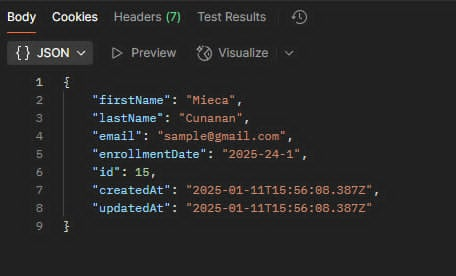 Body Cookies Headers (7) Test Results
{} JSON Preview Visualize
1 {
2 "firstName": "Mieca",
3 "lastName": "Cunanan",
4 "email": "sample@gmail.com",
5 "enrollmentDate": "2025-24-1",
6 "id": 15,
7 "createdAt": "2025-01-11T15:56:08.387Z",
8 "updatedAt": "2025-01-11T15:56:08.387Z"
9 }